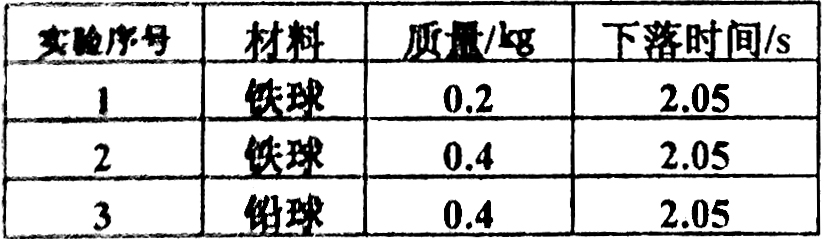 实验序号 材料 质量/kg 下落时间/s
1 铁球 0.2 2.05
2 铁球 0.4 2.05
3 铅球 0.4 2.05